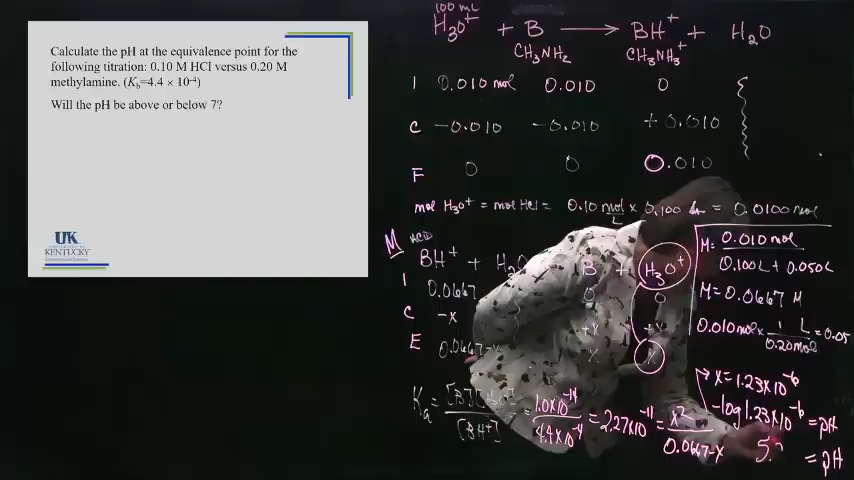 Calculate the pH at the equivalence point for the
following titration: 0.10 M HCl versus 0.20 M
methylamine. (Kb=4.4 × 10⁻⁴)
Will the pH be above or below 7?
UK
KENTUCKY
100 mL
H₃O⁺ + B ⟶ BH⁺ + H₂O
CH₃NH₂ CH₃NH₃⁺
I 0.010 mol 0.010 0
C -0.010 -0.010 +0.010
F 0 0 0.010
mol H₃O⁺ = mol HCl = 0.10 mol/L × 0.100 L = 0.0100 mol
M ACID
BH⁺ + H₂O B + H₃O⁺
I 0.0667 0 0
C -x +x +x
E 0.0667-x x x
M = 0.010 mol / 0.100L + 0.050L
M = 0.0667 M
0.010 mol × 1 L / 0.20 mol = 0.05
Ka = [B] / [BH⁺] = 1.0×10⁻¹⁴ / 4.4×10⁻⁴ = 2.27×10⁻¹¹ = x² / 0.0667-x
x = 1.23×10⁻⁶
-log 1.23×10⁻⁶ = pH
5. = pH